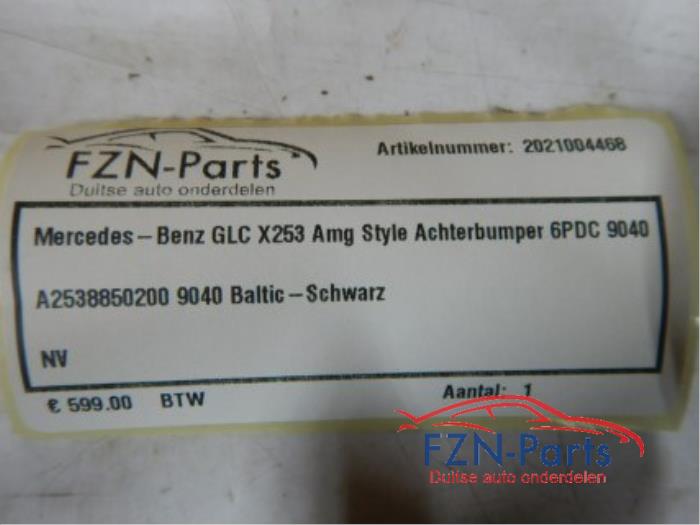 FZN-Parts
Duitse auto onderdelen
Artikelnummer: 2021004468
Mercedes-Benz GLC X253 Amg Style Achterbumper 6PDC 9040
A2538850200 9040 Baltic-Schwarz
NV
€ 599.00 BTW
Aantal: 1
FZN-Parts
Duitse auto onderdelen